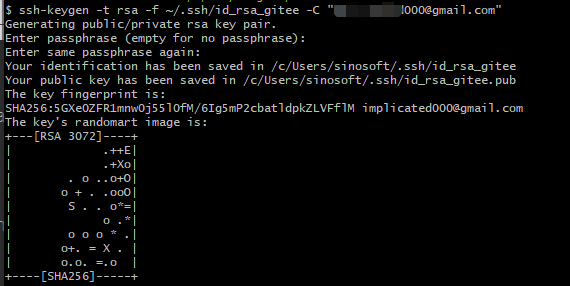 $ ssh-keygen -t rsa -f ~/.ssh/id_rsa_gitee -C "d000@gmail.com"
Generating public/private rsa key pair.
Enter passphrase (empty for no passphrase):
Enter same passphrase again:
Your identification has been saved in /c/Users/sinosoft/.ssh/id_rsa_gitee
Your public key has been saved in /c/Users/sinosoft/.ssh/id_rsa_gitee.pub
The key fingerprint is:
SHA256:5GXeOZFR1mnwOj55lOfM/6Ig5mP2cbatldpkZLVFflM implicated000@gmail.com
The key's randomart image is:
+---[RSA 3072]----+
|             .++E|
|             .+Xo|
|        . o ..o+O|
|       o + . .ooO|
|        S . . o*=|
|             o .*|
|        o o o * .|
|       o+. = X . |
|       o.o. =.o  |
+----[SHA256]-----+